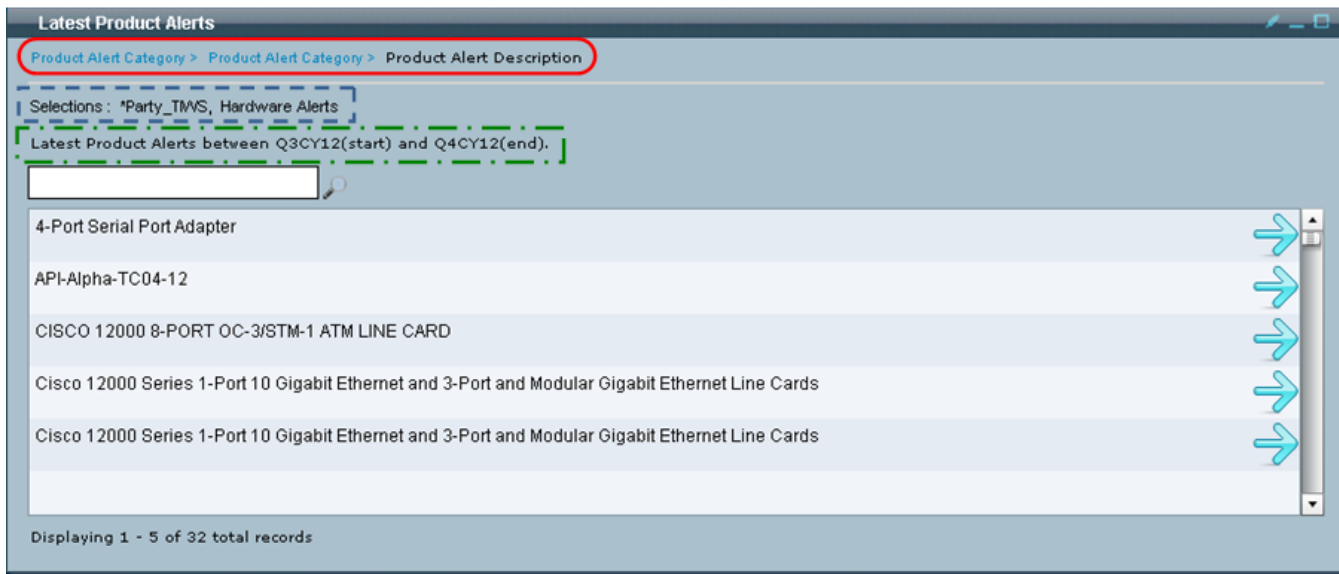 Latest Product Alerts
Product Alert Category > Product Alert Category > Product Alert Description
Selections : *Party_TMVS, Hardware Alerts
Latest Product Alerts between Q3CY12(start) and Q4CY12(end).
4-Port Serial Port Adapter
API-Alpha-TC04-12
CISCO 12000 8-PORT OC-3/STM-1 ATM LINE CARD
Cisco 12000 Series 1-Port 10 Gigabit Ethernet and 3-Port and Modular Gigabit Ethernet Line Cards
Cisco 12000 Series 1-Port 10 Gigabit Ethernet and 3-Port and Modular Gigabit Ethernet Line Cards
Displaying 1 - 5 of 32 total records